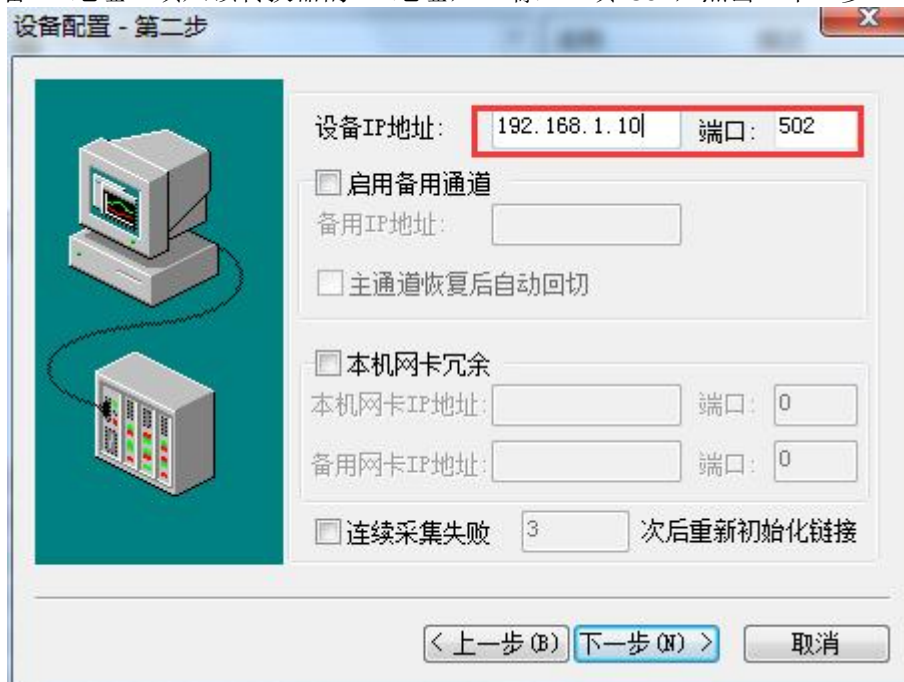 设备配置 - 第二步
设备IP地址: 192.168.1.10 端口: 502
启用备用通道
备用IP地址:
主通道恢复后自动回切
本机网卡冗余
本机网卡IP地址: 端口: 0
备用网卡IP地址: 端口: 0
连续采集失败 3 次后重新初始化链接
< 上一步(B) 下一步(N) > 取消